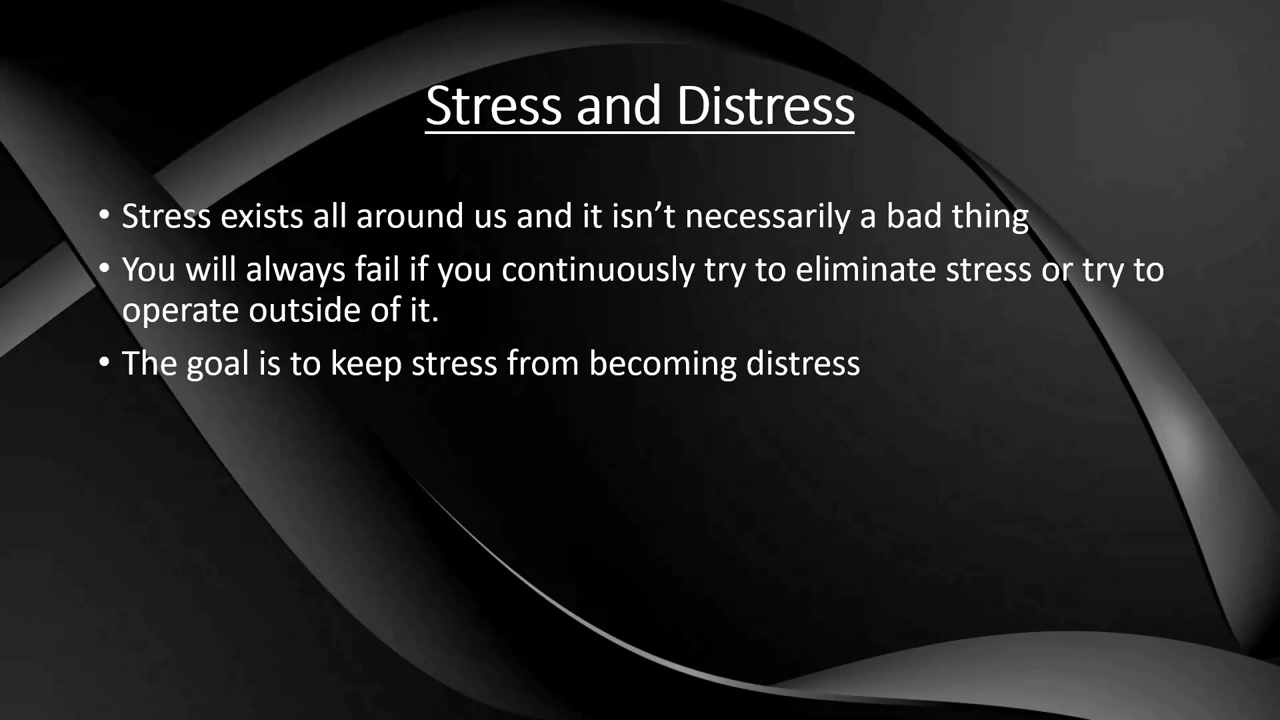 Stress and Distress
• Stress exists all around us and it isn’t necessarily a bad thing
• You will always fail if you continuously try to eliminate stress or try to
operate outside of it.
• The goal is to keep stress from becoming distress